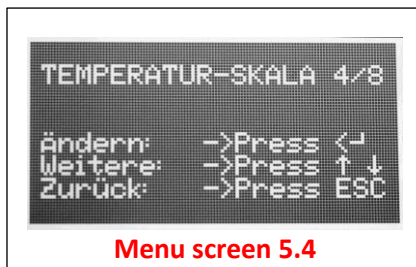 TEMPERATUR-SKALA 4/8
Ändern: ->Press <┘
Weitere: ->Press ↑ ↓
Zurück: ->Press ESC
Menu screen 5.4